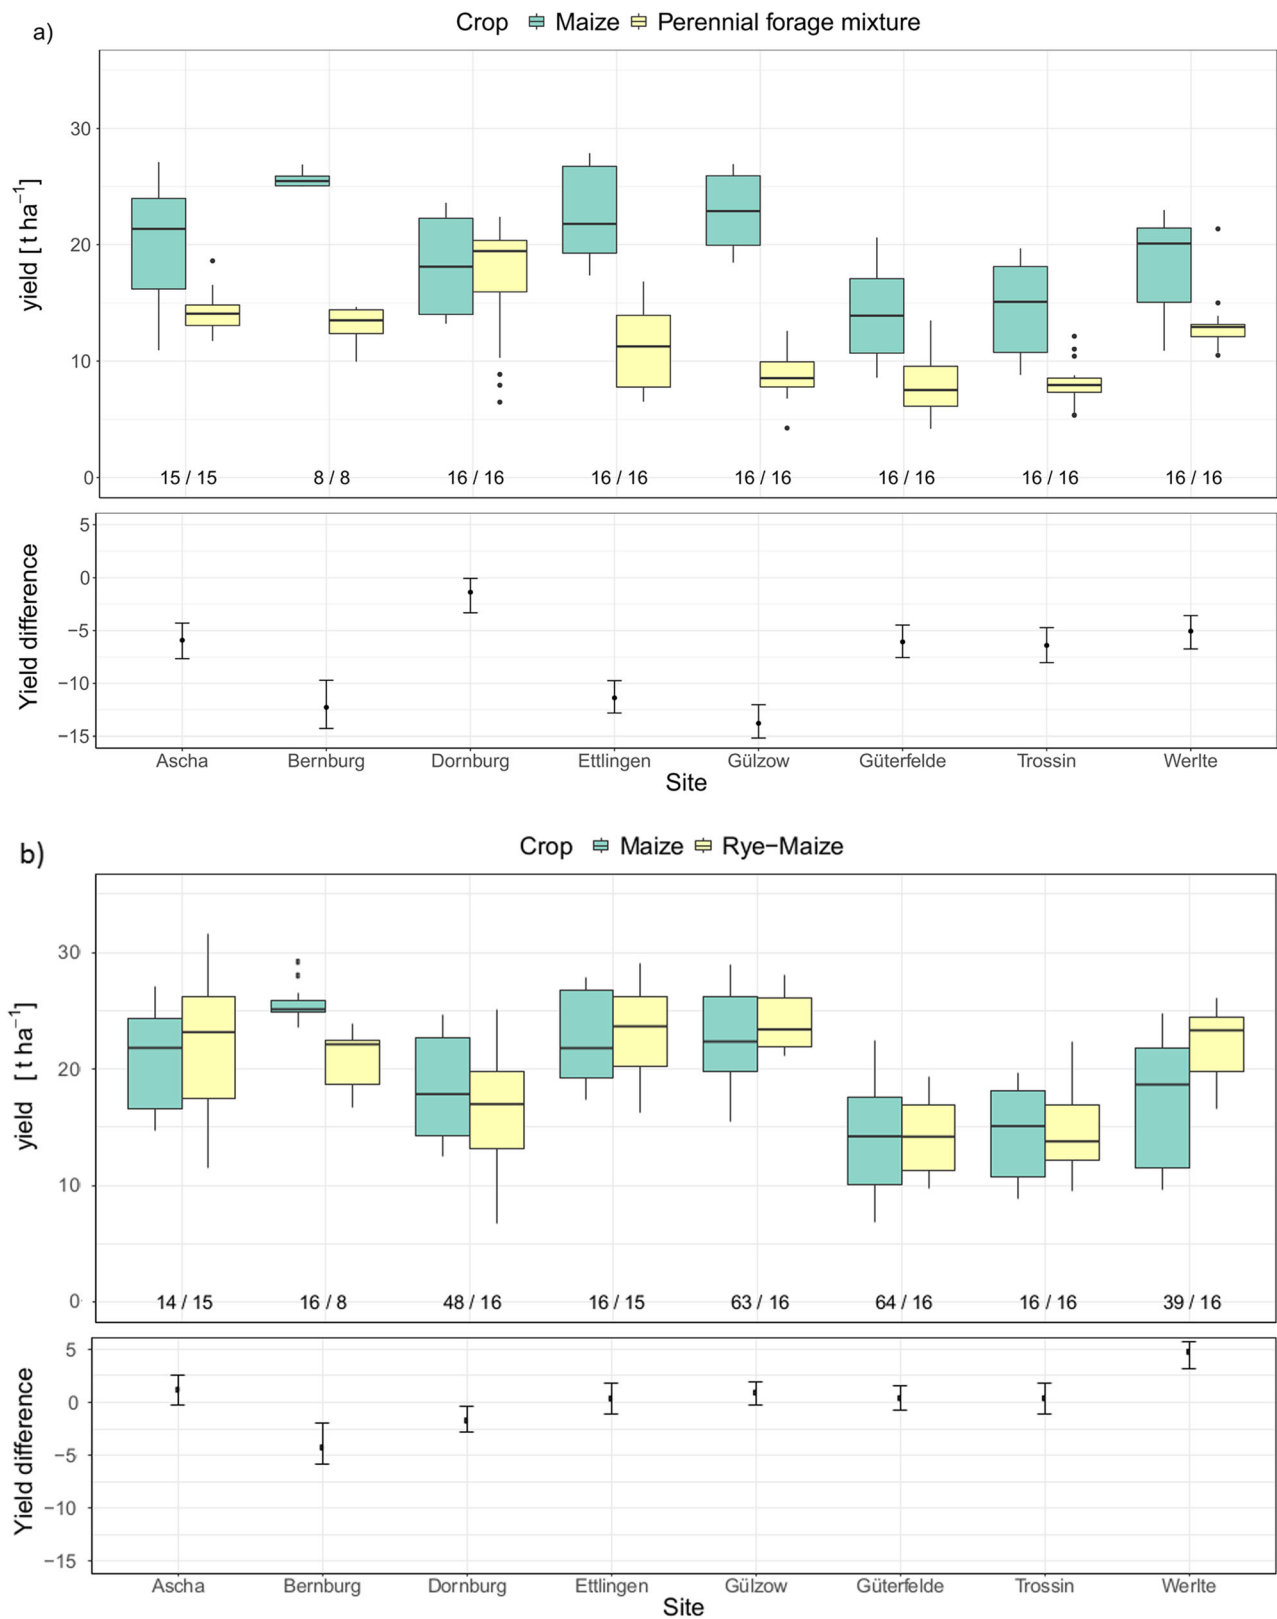 a)
Crop Maize Perennial forage mixture
yield [ t ha⁻¹]
30
20
10
0
15 / 15 8 / 8 16 / 16 16 / 16 16 / 16 16 / 16 16 / 16 16 / 16
Yield difference
5
0
−5
−10
−15
Ascha Bernburg Dornburg Ettlingen Gülzow Güterfelde Trossin Werlte
Site
b)
Crop Maize Rye−Maize
yield [ t ha⁻¹]
30
20
10
0
14 / 15 16 / 8 48 / 16 16 / 15 63 / 16 64 / 16 16 / 16 39 / 16
Yield difference
5
0
−5
−10
−15
Ascha Bernburg Dornburg Ettlingen Gülzow Güterfelde Trossin Werlte
Site